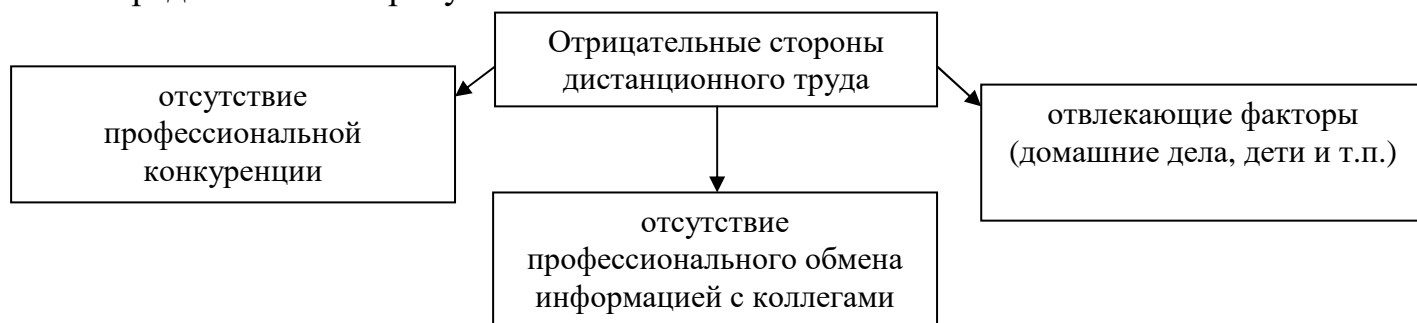 Отрицательные стороны
дистанционного труда
отсутствие
профессиональной
конкуренции
отвлекающие факторы
(домашние дела, дети и т.п.)
отсутствие
профессионального обмена
информацией с коллегами